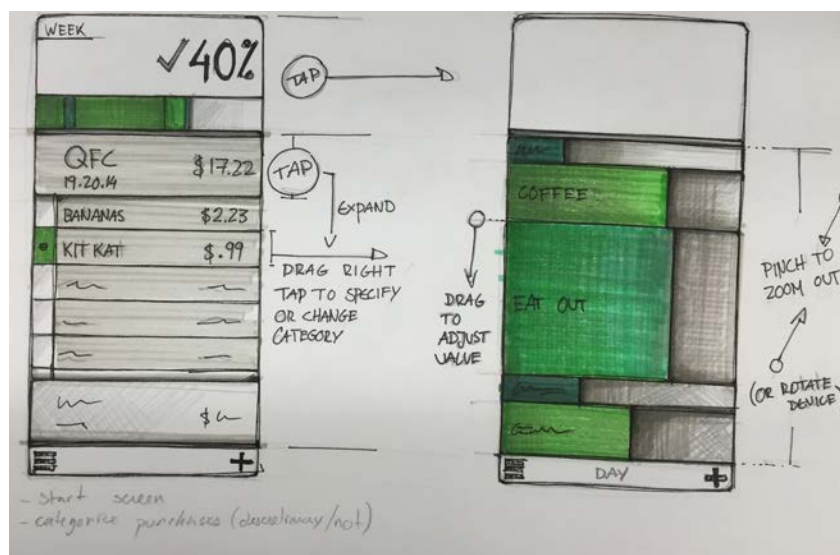 WEEK
✓40%
QFC
19.20.14
$17.22
BANANAS
$2.23
KIT KAT
$.99
$
TAP
TAP
EXPAND
DRAG RIGHT
TAP TO SPECIFY
OR CHANGE
CATEGORY
- start screen
- categorize purchases
COFFEE
EAT OUT
DRAG
TO
ADJUST
VALUE
DAY
PINCH TO
ZOOM OUT
(OR ROTATE
DEVICE